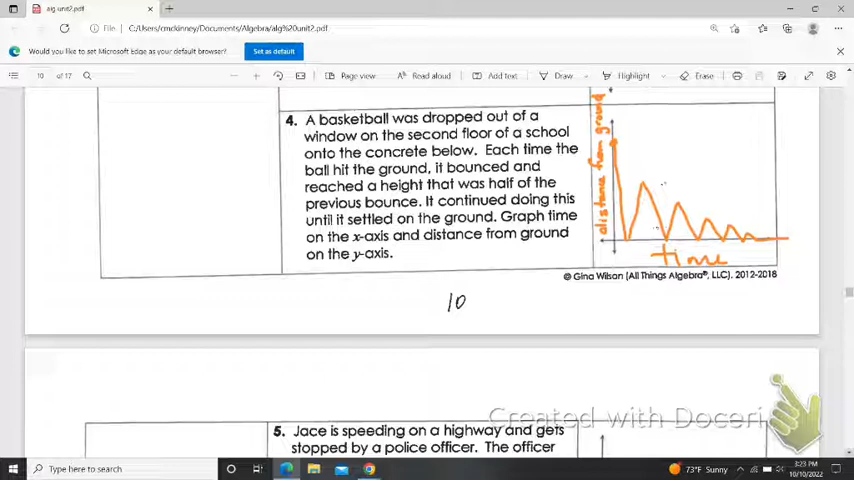 alg unit2.pdf
File
C:/Users/cmckinney/Documents/Algebra/alg%20unit2.pdf
Would you like to set Microsoft Edge as your default browser?
Set as default
10 of 17
Page view
Read aloud
Add text
Draw
Highlight
Erase
4. A basketball was dropped out of a
window on the second floor of a school
onto the concrete below. Each time the
ball hit the ground, it bounced and
reached a height that was half of the
previous bounce. It continued doing this
until it settled on the ground. Graph time
on the x-axis and distance from ground
on the y-axis.
distance from ground
time
© Gina Wilson (All Things Algebra®, LLC), 2012-2018
10
Created with Doceri
5. Jace is speeding on a highway and gets
stopped by a police officer. The officer
Type here to search
73°F Sunny
3:23 PM
10/10/2022